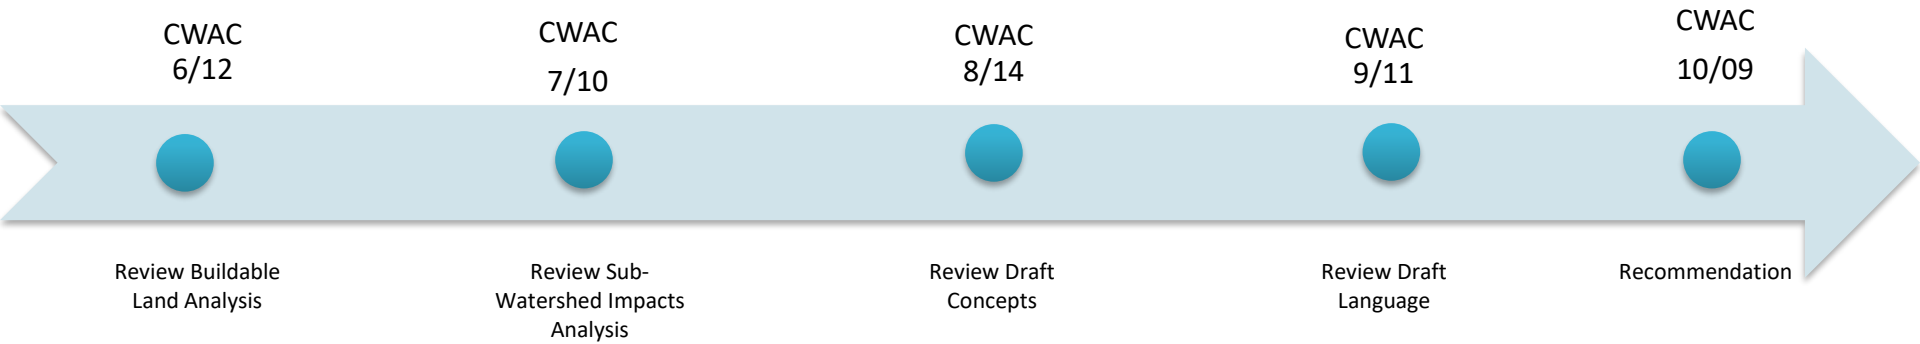 CWAC
6/12
CWAC
7/10
CWAC
8/14
CWAC
9/11
CWAC
10/09
Review Buildable
Land Analysis
Review Sub-
Watershed Impacts
Analysis
Review Draft
Concepts
Review Draft
Language
Recommendation